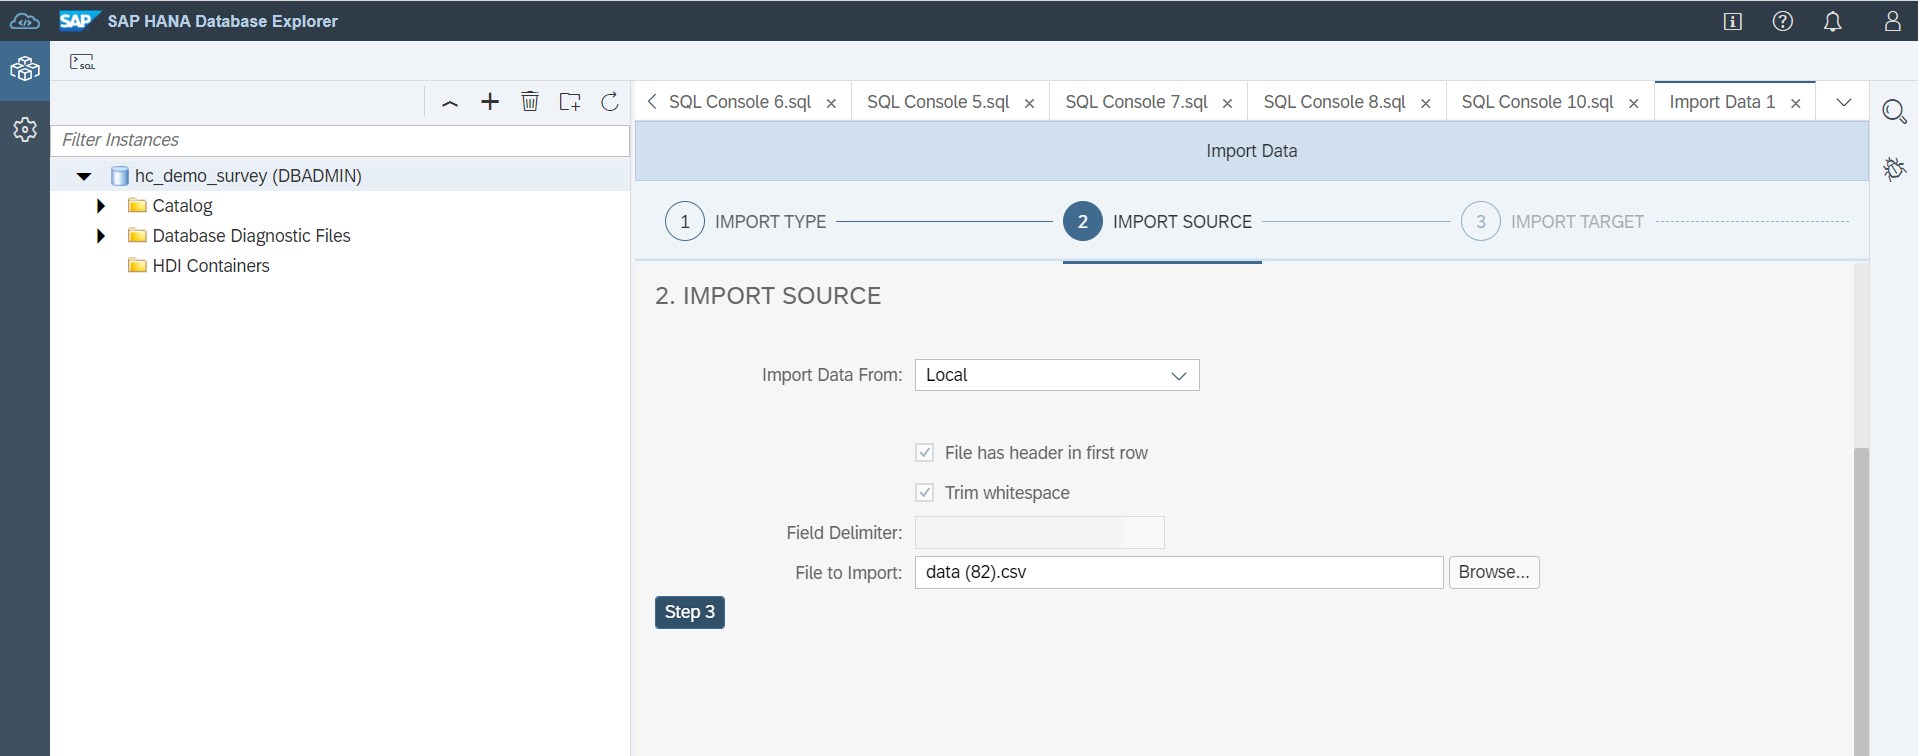 SAP SAP HANA Database Explorer
SQL
SQL Console 6.sql
SQL Console 5.sql
SQL Console 7.sql
SQL Console 8.sql
SQL Console 10.sql
Import Data 1
Filter Instances
hc_demo_survey (DBADMIN)
Catalog
Database Diagnostic Files
HDI Containers
Import Data
1 IMPORT TYPE
2 IMPORT SOURCE
3 IMPORT TARGET
2. IMPORT SOURCE
Import Data From: Local
File has header in first row
Trim whitespace
Field Delimiter:
File to Import: data (82).csv Browse...
Step 3